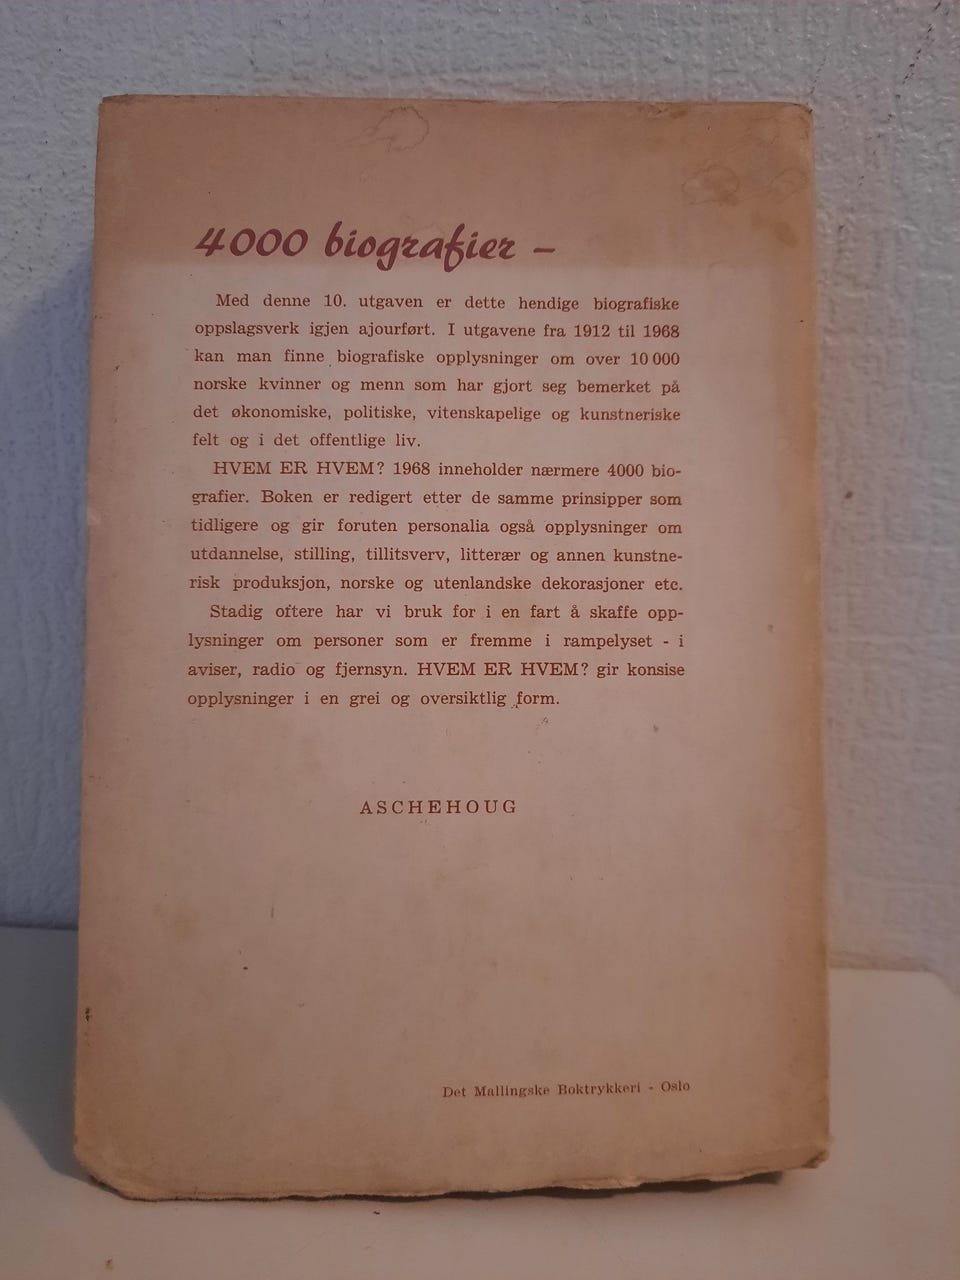 4000 biografier –
Med denne 10. utgaven er dette hendige biografiske
oppslagsverk igjen ajourført. I utgavene fra 1912 til 1968
kan man finne biografiske opplysninger om over 10 000
norske kvinner og menn som har gjort seg bemerket på
det økonomiske, politiske, vitenskapelige og kunstneriske
felt og i det offentlige liv.
HVEM ER HVEM? 1968 inneholder nærmere 4000 bio-
grafier. Boken er redigert etter de samme prinsipper som
tidligere og gir foruten personalia også opplysninger om
utdannelse, stilling, tillitsverv, litterær og annen kunstne-
risk produksjon, norske og utenlandske dekorasjoner etc.
Stadig oftere har vi bruk for i en fart å skaffe opp-
lysninger om personer som er fremme i rampelyset - i
aviser, radio og fjernsyn. HVEM ER HVEM? gir konsise
opplysninger i en grei og oversiktlig form.
ASCHEHOUG
Det Mallingske Boktrykkeri - Oslo